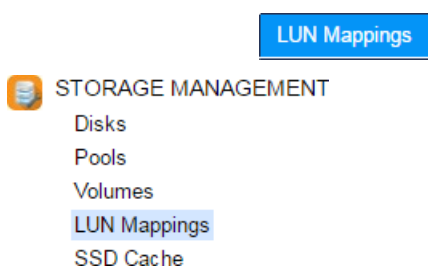 LUN Mappings
STORAGE MANAGEMENT
Disks
Pools
Volumes
LUN Mappings
SSD Cache